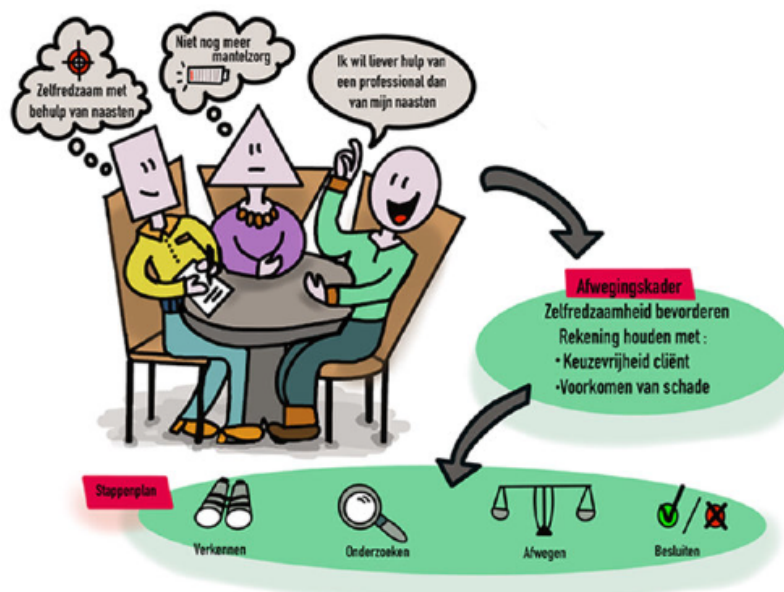 Zelfredzaam met
behulp van naasten
Niet nog meer
mantelzorg
Ik wil liever hulp van
een professional dan
van mijn naasten
Afwegingskader
Zelfredzaamheid bevorderen
Rekening houden met :
• Keuzevrijheid cliënt
• Voorkomen van schade
Stappenplan
Verkennen
Onderzoeken
Afwegen
Besluiten